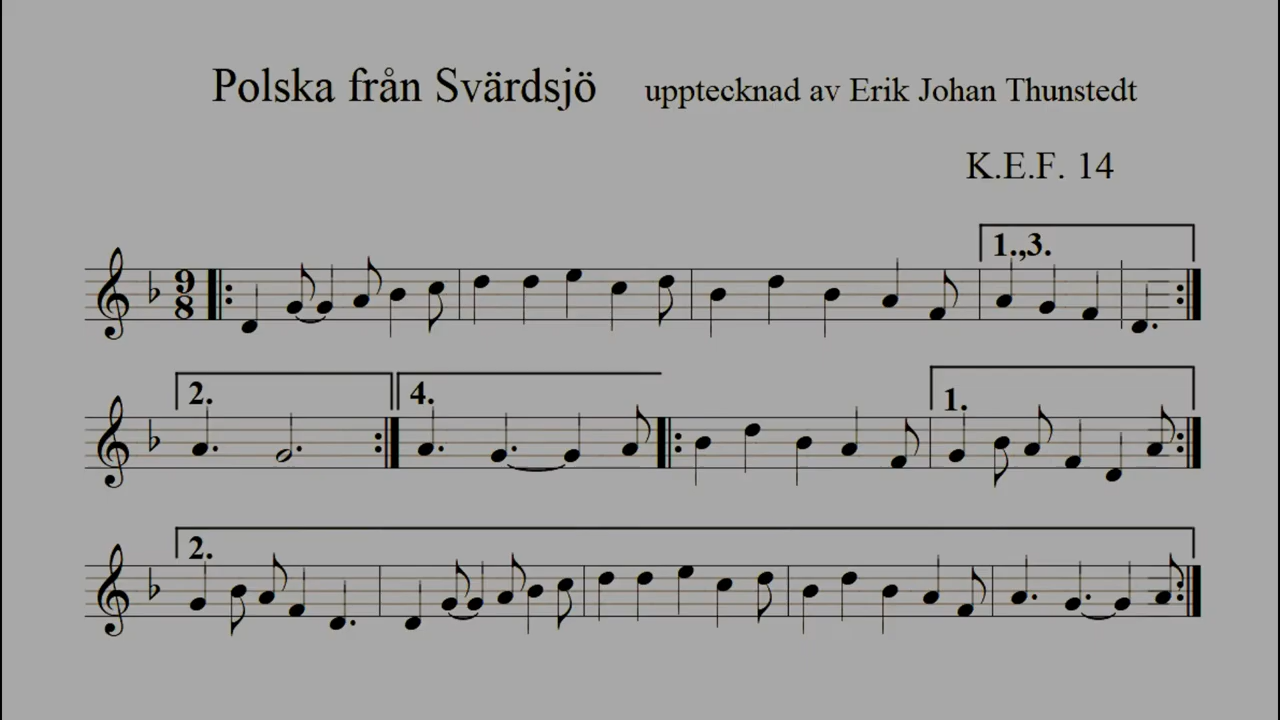 Polska från Svärdsjö upptecknad av Erik Johan Thunstedt
K.E.F. 14
1.,3.
9
8
2. 4. 1.
2.